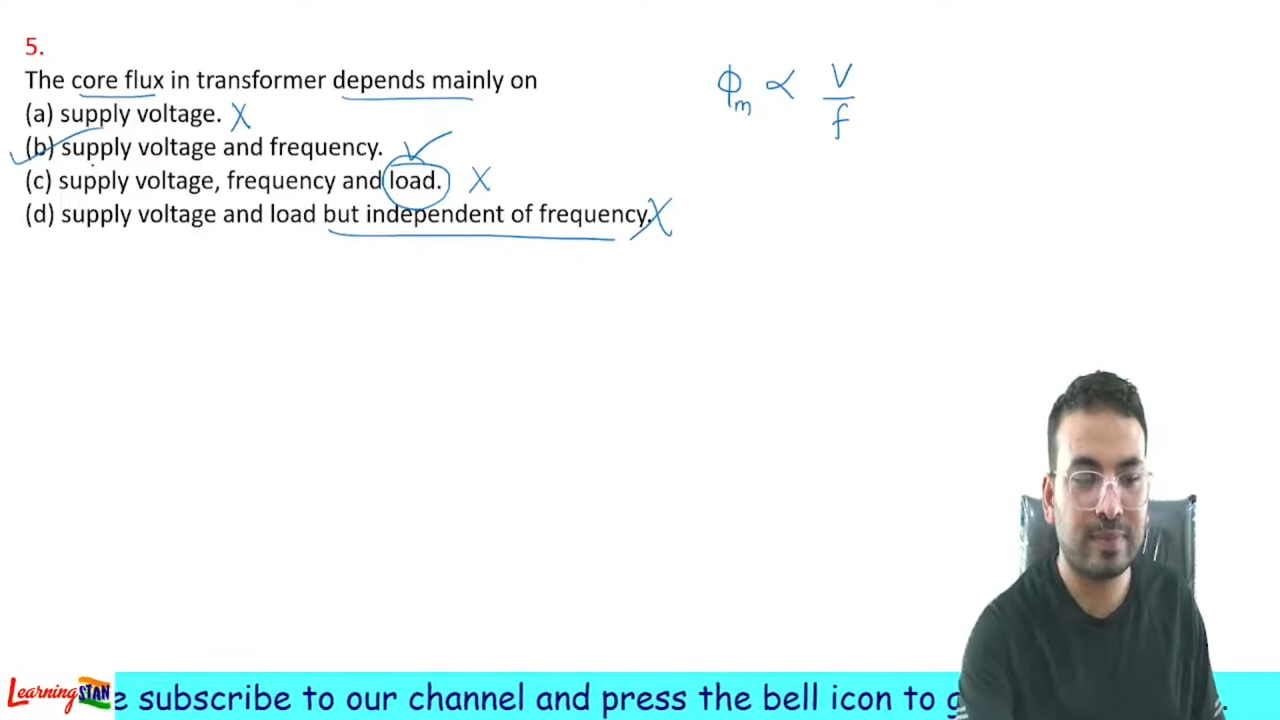 5.
The core flux in transformer depends mainly on
(a) supply voltage. X
(b) supply voltage and frequency.
(c) supply voltage, frequency and load. X
(d) supply voltage and load but independent of frequency. X
ϕm ∝ V/f
Learning STAN
e subscribe to our channel and press the bell icon to g